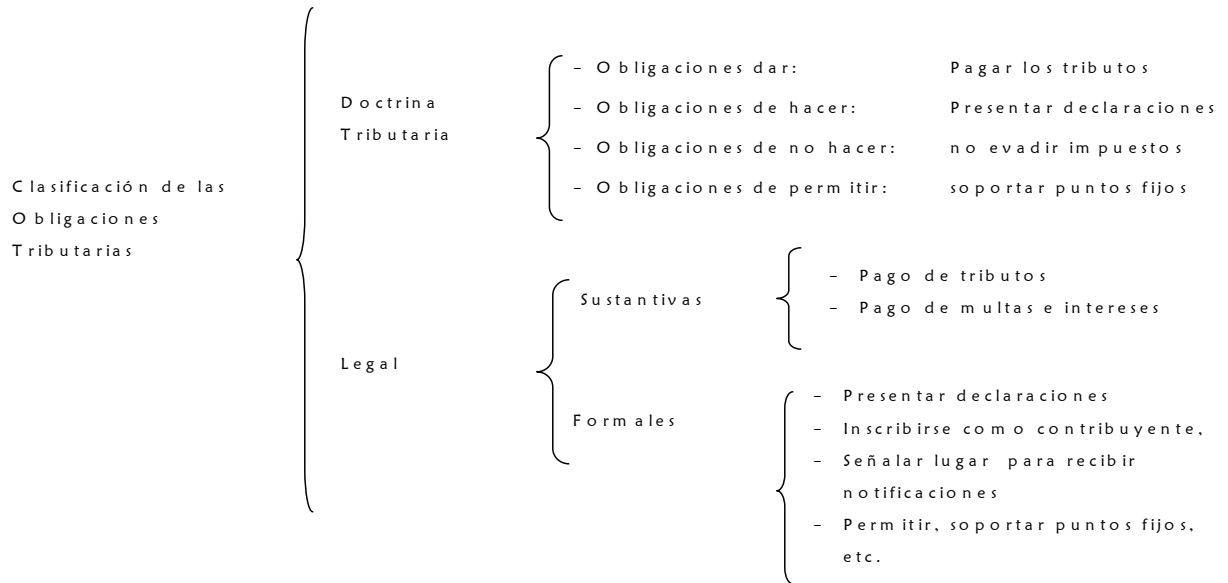 Clasificación de las
Obligaciones
Tributarias
Doctrina
Tributaria
– Obligaciones dar: Pagar los tributos
– Obligaciones de hacer: Presentar declaraciones
– Obligaciones de no hacer: no evadir impuestos
– Obligaciones de permitir: soportar puntos fijos
Legal
Sustantivas
– Pago de tributos
– Pago de multas e intereses
Formales
– Presentar declaraciones
– Inscribirse como contribuyente,
– Señalar lugar para recibir
notificaciones
– Permitir, soportar puntos fijos,
etc.